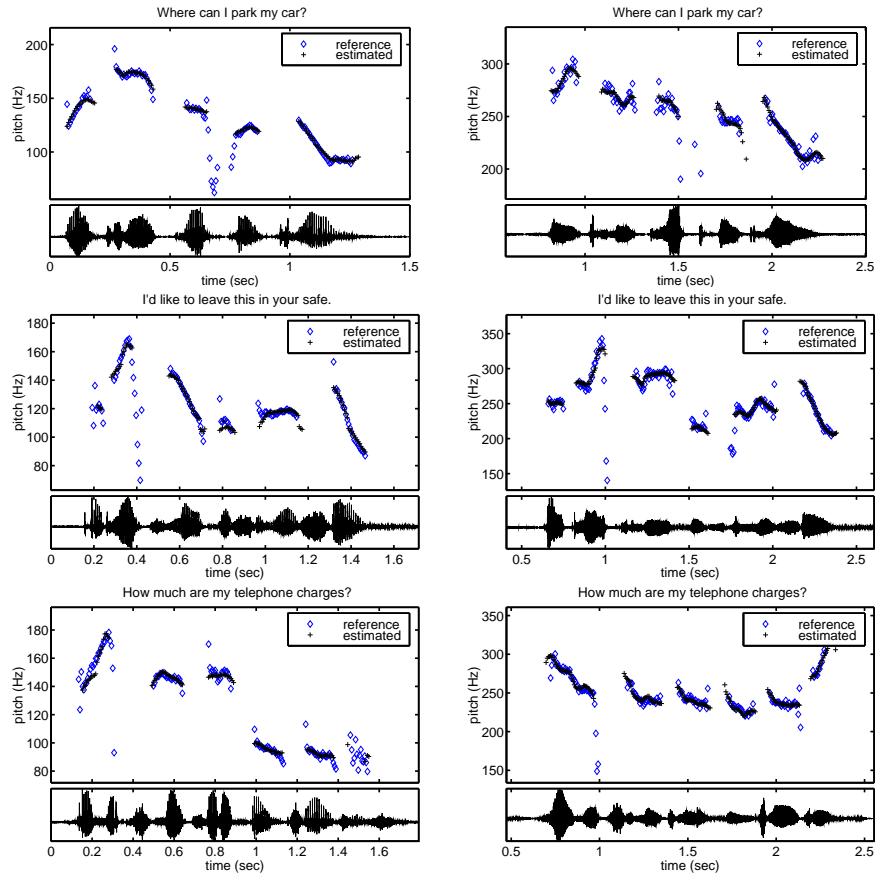 Where can I park my car?
200
150
100
pitch (Hz)
reference
estimated
0 0.5 1 1.5
time (sec)
Where can I park my car?
300
250
200
pitch (Hz)
reference
estimated
1 1.5 2 2.5
time (sec)
I'd like to leave this in your safe.
180
160
140
120
100
80
pitch (Hz)
reference
estimated
0 0.2 0.4 0.6 0.8 1 1.2 1.4 1.6
time (sec)
I'd like to leave this in your safe.
350
300
250
200
150
pitch (Hz)
reference
estimated
0.5 1 1.5 2 2.5
time (sec)
How much are my telephone charges?
180
160
140
120
100
80
pitch (Hz)
reference
estimated
0 0.2 0.4 0.6 0.8 1 1.2 1.4 1.6
time (sec)
How much are my telephone charges?
350
300
250
200
150
pitch (Hz)
reference
estimated
0.5 1 1.5 2 2.5
time (sec)